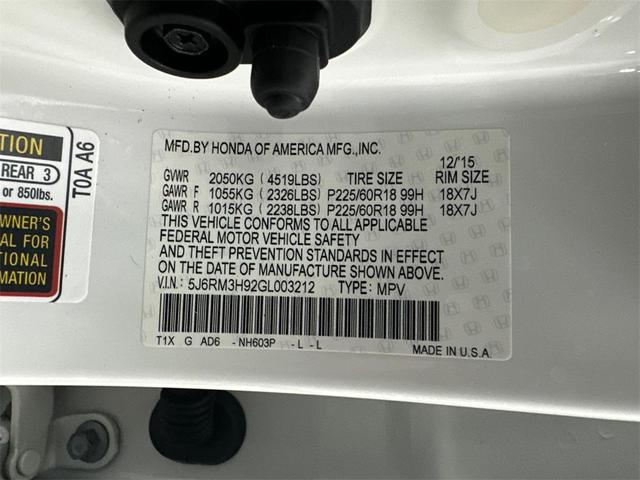 TION
REAR 3
or 850lbs.
OWNER'S
AL FOR
TIONAL
MATION
T0A A6
MFD.BY HONDA OF AMERICA MFG.,INC.
12/'15
GVWR 2050KG (4519LBS) TIRE SIZE RIM SIZE
GAWR F 1055KG (2326LBS) P225/60R18 99H 18X7J
GAWR R 1015KG (2238LBS) P225/60R18 99H 18X7J
THIS VEHICLE CONFORMS TO ALL APPLICABLE
FEDERAL MOTOR VEHICLE SAFETY
AND THEFT PREVENTION STANDARDS IN EFFECT
ON THE DATE OF MANUFACTURE SHOWN ABOVE.
V.I.N.: 5J6RM3H92GL003212 TYPE: MPV
T1X G AD6 - NH603P - L - L
MADE IN U.S.A.